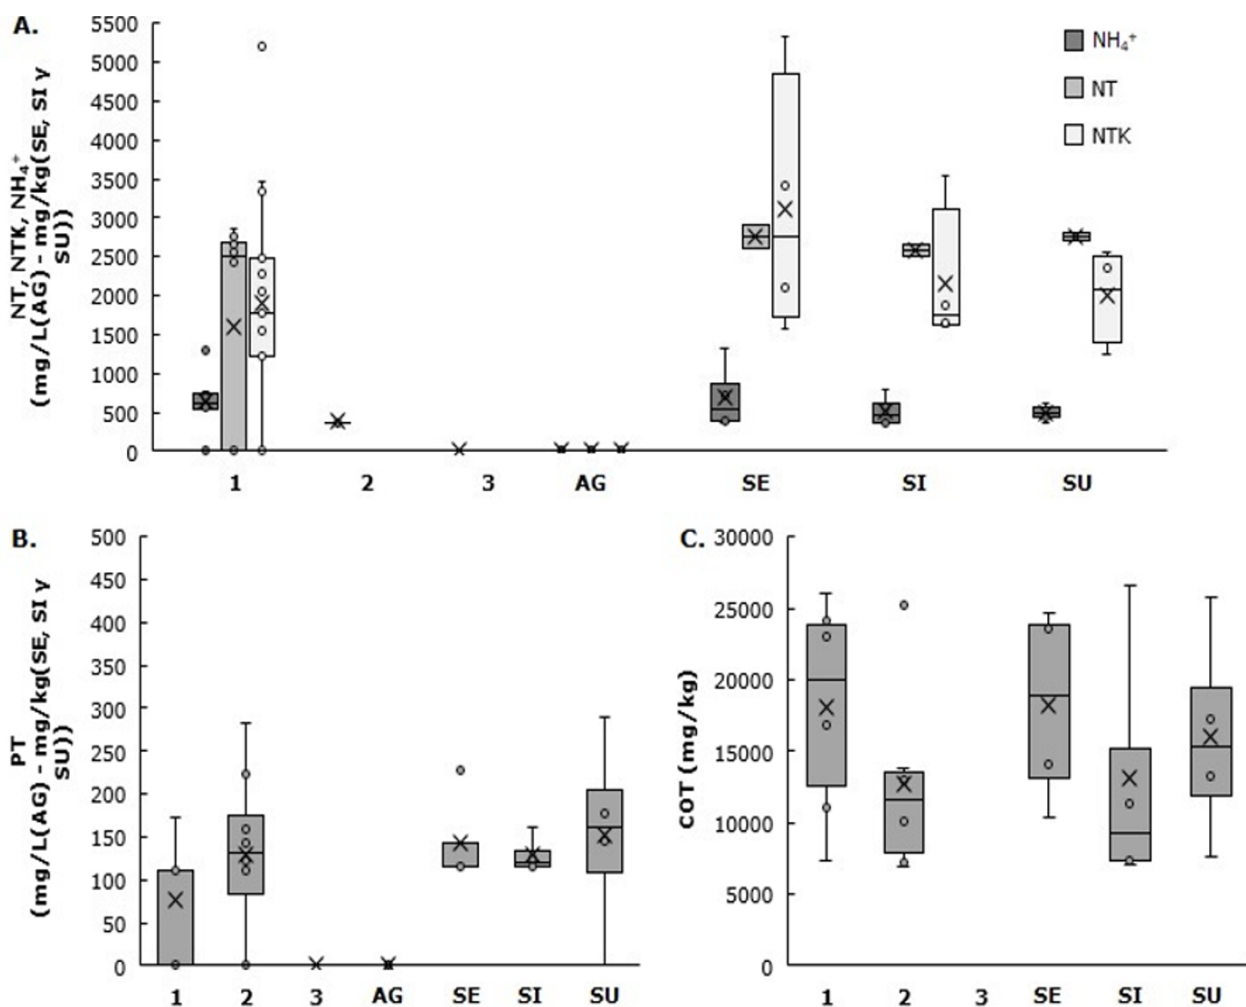 A.
NT, NTK, NH₄⁺
(mg/L(AG) - mg/kg(SE, SI y
SU))
5500
5000
4500
4000
3500
3000
2500
2000
1500
1000
500
0
NH₄⁺
NT
NTK
1 2 3 AG SE SI SU
B.
PT
(mg/L(AG) - mg/kg(SE, SI y
SU))
500
450
400
350
300
250
200
150
100
50
0
1 2 3 AG SE SI SU
C.
COT (mg/kg)
30000
25000
20000
15000
10000
5000
0
1 2 3 SE SI SU